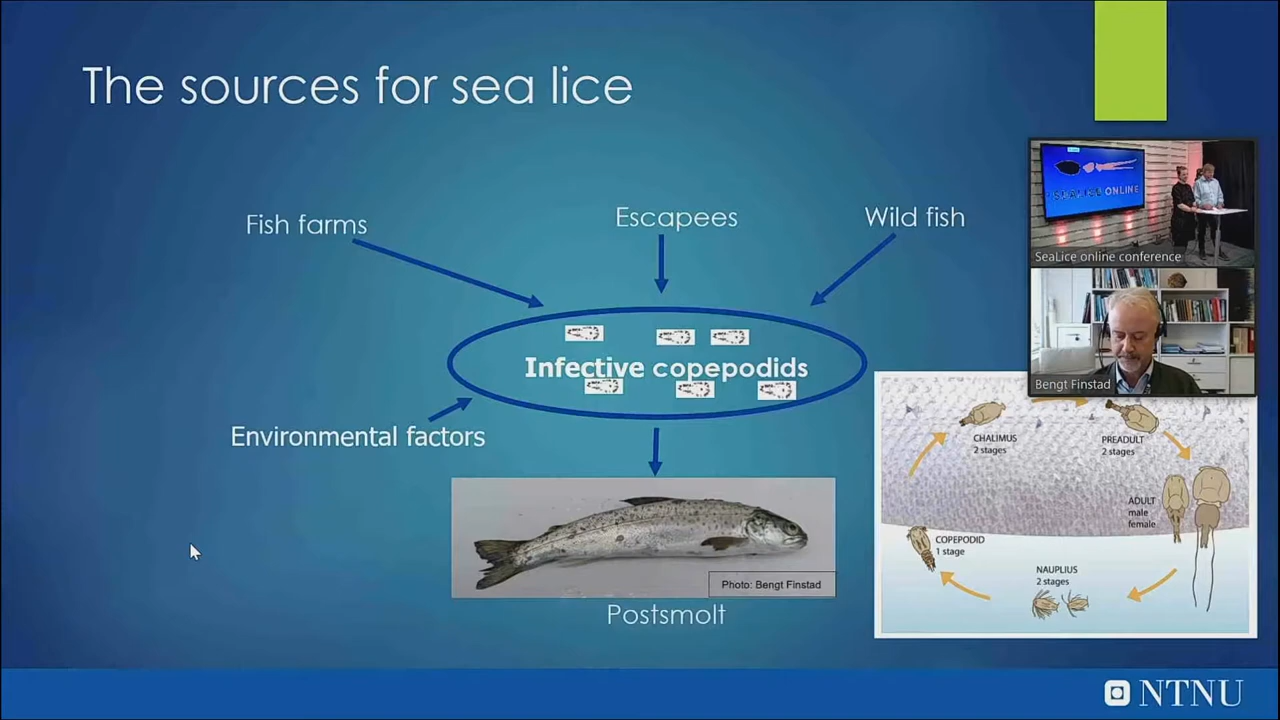 The sources for sea lice
Fish farms
Escapees
Wild fish
SEALICE ONLINE
SeaLice online conference
Bengt Finstad
Infective copepodids
Environmental factors
Photo: Bengt Finstad
Postsmolt
CHALIMUS
2 stages
PREADULT
2 stages
ADULT
male
female
COPEPODID
1 stage
NAUPLIUS
2 stages
NTNU